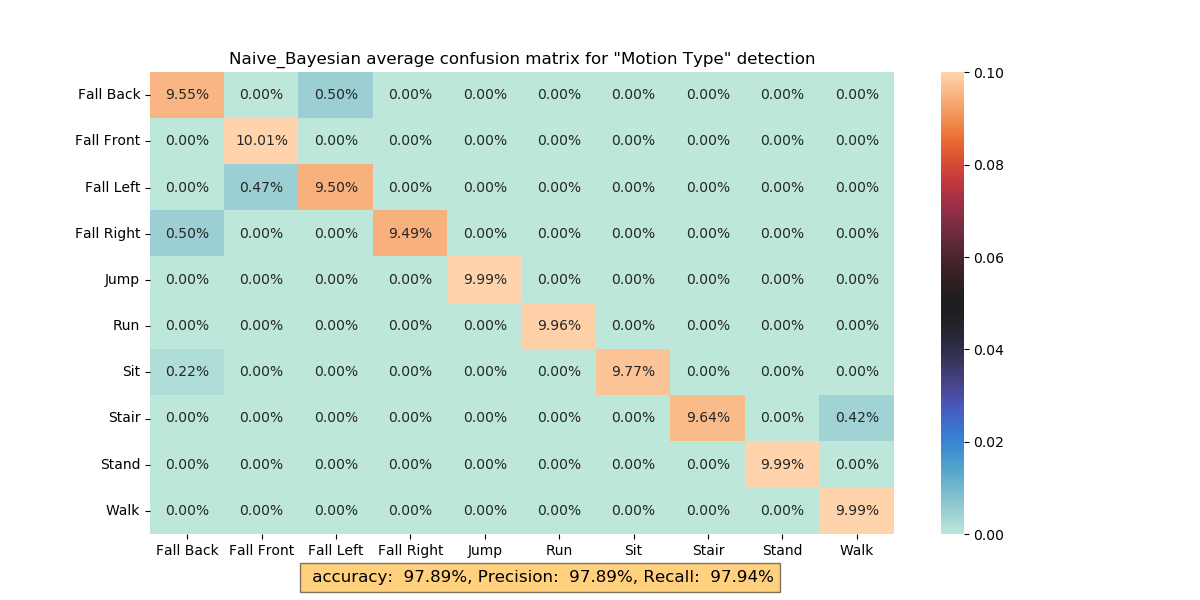 Naive_Bayesian average confusion matrix for "Motion Type" detection
Fall Back 9.55% 0.00% 0.50% 0.00% 0.00% 0.00% 0.00% 0.00% 0.00% 0.00%
Fall Front 0.00% 10.01% 0.00% 0.00% 0.00% 0.00% 0.00% 0.00% 0.00% 0.00%
Fall Left 0.00% 0.47% 9.50% 0.00% 0.00% 0.00% 0.00% 0.00% 0.00% 0.00%
Fall Right 0.50% 0.00% 0.00% 9.49% 0.00% 0.00% 0.00% 0.00% 0.00% 0.00%
Jump 0.00% 0.00% 0.00% 0.00% 9.99% 0.00% 0.00% 0.00% 0.00% 0.00%
Run 0.00% 0.00% 0.00% 0.00% 0.00% 9.96% 0.00% 0.00% 0.00% 0.00%
Sit 0.22% 0.00% 0.00% 0.00% 0.00% 0.00% 9.77% 0.00% 0.00% 0.00%
Stair 0.00% 0.00% 0.00% 0.00% 0.00% 0.00% 0.00% 9.64% 0.00% 0.42%
Stand 0.00% 0.00% 0.00% 0.00% 0.00% 0.00% 0.00% 0.00% 9.99% 0.00%
Walk 0.00% 0.00% 0.00% 0.00% 0.00% 0.00% 0.00% 0.00% 0.00% 9.99%
Fall Back Fall Front Fall Left Fall Right Jump Run Sit Stair Stand Walk
accuracy: 97.89%, Precision: 97.89%, Recall: 97.94%
0.10
0.08
0.06
0.04
0.02
0.00